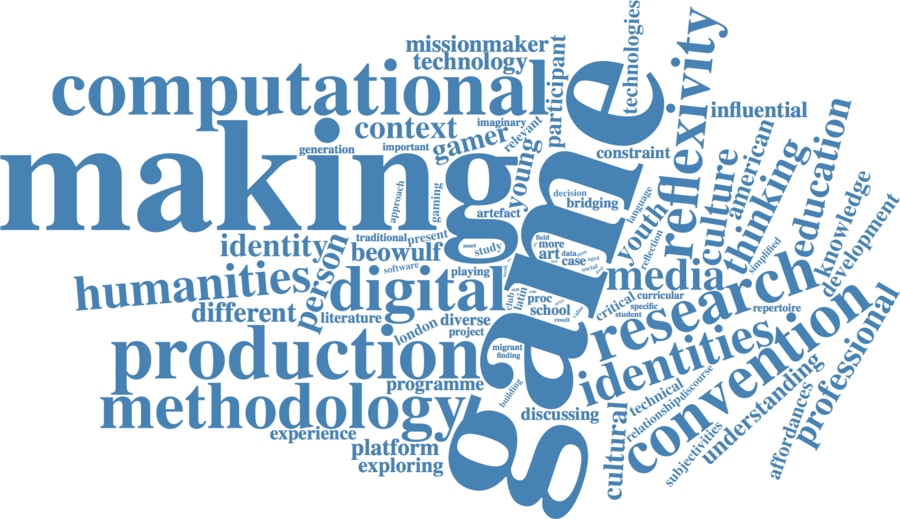 missionmaker
technology
computational
imaginary
context
relevant
making
generation
important
gamer
young
participant
technologies
game
reflexivity
influential
constraint
culture
american
thinking
education
knowledge
development
approach
gaming
artefact
decision
bridging
language
youth
reflection
simplified
identity
person
traditional
present
beowulf
study
asset
software
playing
field
more
art
data
case
aged
social
media
humanities
different
digital
literature
club
latin
proc
school
result
critical
curricular
specific
student
research
repertoire
convention
professional
london
diverse
project
production
migrant
finding
programme
building
identities
methodology
experience
discussing
platform
exploring
cultural
technical
relationship
discourse
subjectivities
understanding
affordances